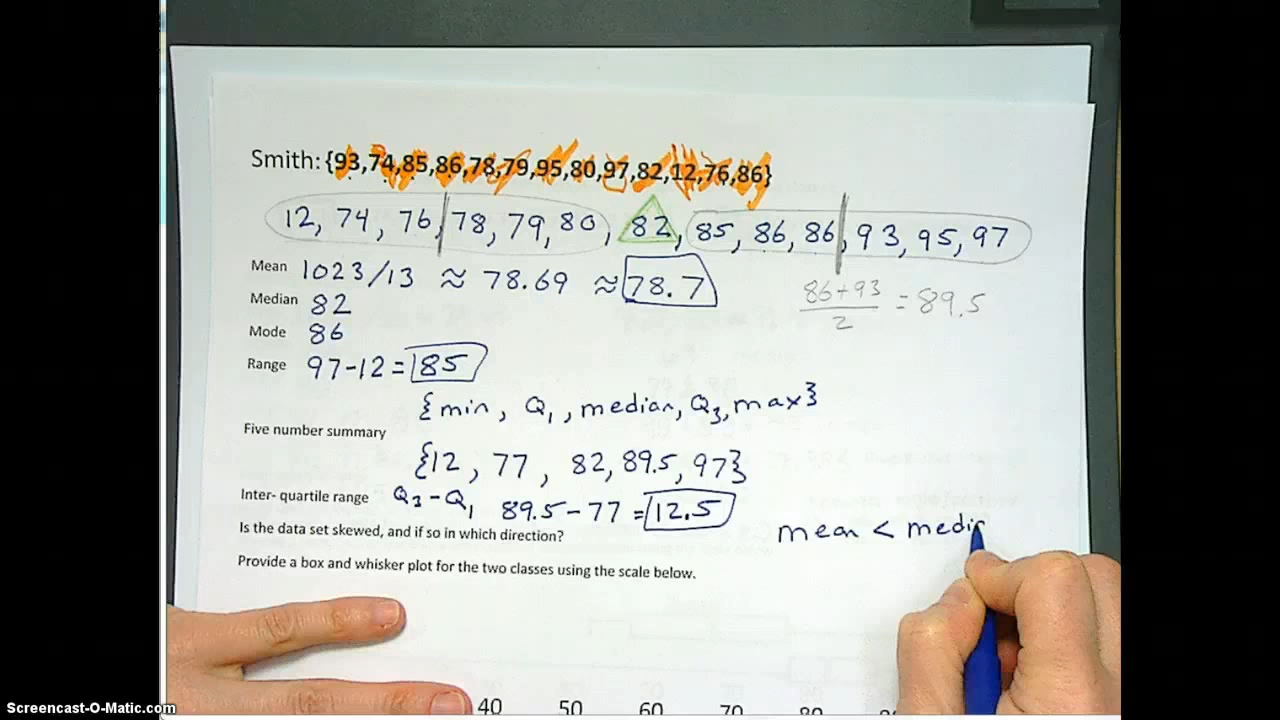 Smith: {93,74,85,86,78,79,95,80,97,82,12,76,86}
12, 74, 76, 78, 79, 80, 82, 85, 86, 86, 93, 95, 97
Mean 1023/13 ≈ 78.69 ≈ 78.7
86+93
2
= 89.5
Median 82
Mode 86
Range 97-12 = 85
{min, Q1, median, Q3, max}
Five number summary
{12, 77, 82, 89.5, 97}
Inter- quartile range Q3-Q1 89.5-77 = 12.5
Is the data set skewed, and if so in which direction?
mean < medi
Provide a box and whisker plot for the two classes using the scale below.
40 50 60 70 80
Screencast-O-Matic.com